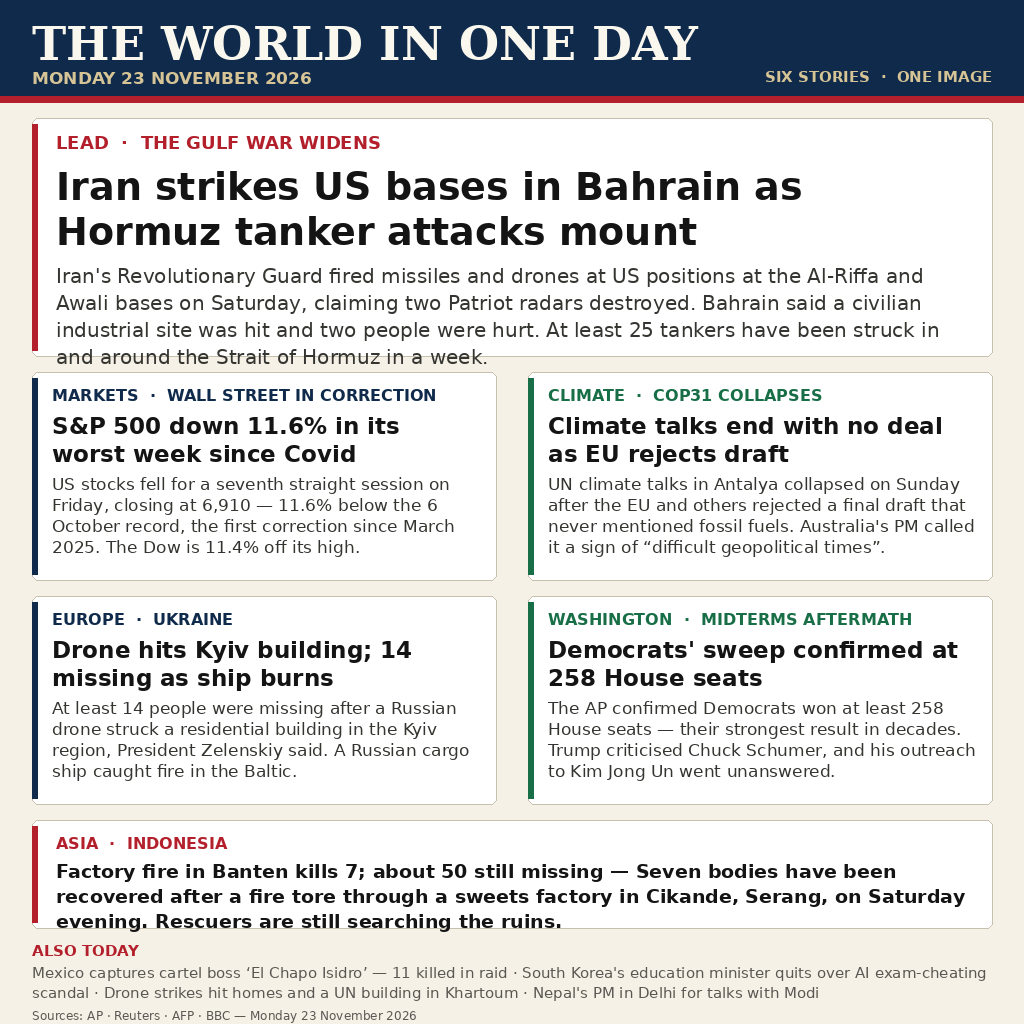 THE WORLD IN ONE DAY
MONDAY 23 NOVEMBER 2026
SIX STORIES · ONE IMAGE
LEAD · THE GULF WAR WIDENS
Iran strikes US bases in Bahrain as
Hormuz tanker attacks mount
Iran's Revolutionary Guard fired missiles and drones at US positions at the Al-Riffa and
Awali bases on Saturday, claiming two Patriot radars destroyed. Bahrain said a civilian
industrial site was hit and two people were hurt. At least 25 tankers have been struck in
and around the Strait of Hormuz in a week.
MARKETS · WALL STREET IN CORRECTION
S&P 500 down 11.6% in its
worst week since Covid
US stocks fell for a seventh straight session on
Friday, closing at 6,910 — 11.6% below the 6
October record, the first correction since March
2025. The Dow is 11.4% off its high.
CLIMATE · COP31 COLLAPSES
Climate talks end with no deal
as EU rejects draft
UN climate talks in Antalya collapsed on Sunday
after the EU and others rejected a final draft that
never mentioned fossil fuels. Australia's PM called
it a sign of “difficult geopolitical times”.
EUROPE · UKRAINE
Drone hits Kyiv building; 14
missing as ship burns
At least 14 people were missing after a Russian
drone struck a residential building in the Kyiv
region, President Zelenskiy said. A Russian cargo
ship caught fire in the Baltic.
WASHINGTON · MIDTERMS AFTERMATH
Democrats' sweep confirmed at
258 House seats
The AP confirmed Democrats won at least 258
House seats — their strongest result in decades.
Trump criticised Chuck Schumer, and his outreach
to Kim Jong Un went unanswered.
ASIA · INDONESIA
Factory fire in Banten kills 7; about 50 still missing — Seven bodies have been
recovered after a fire tore through a sweets factory in Cikande, Serang, on Saturday
evening. Rescuers are still searching the ruins.
ALSO TODAY
Mexico captures cartel boss ‘El Chapo Isidro’ — 11 killed in raid · South Korea's education minister quits over AI exam-cheating
scandal · Drone strikes hit homes and a UN building in Khartoum · Nepal's PM in Delhi for talks with Modi
Sources: AP · Reuters · AFP · BBC — Monday 23 November 2026